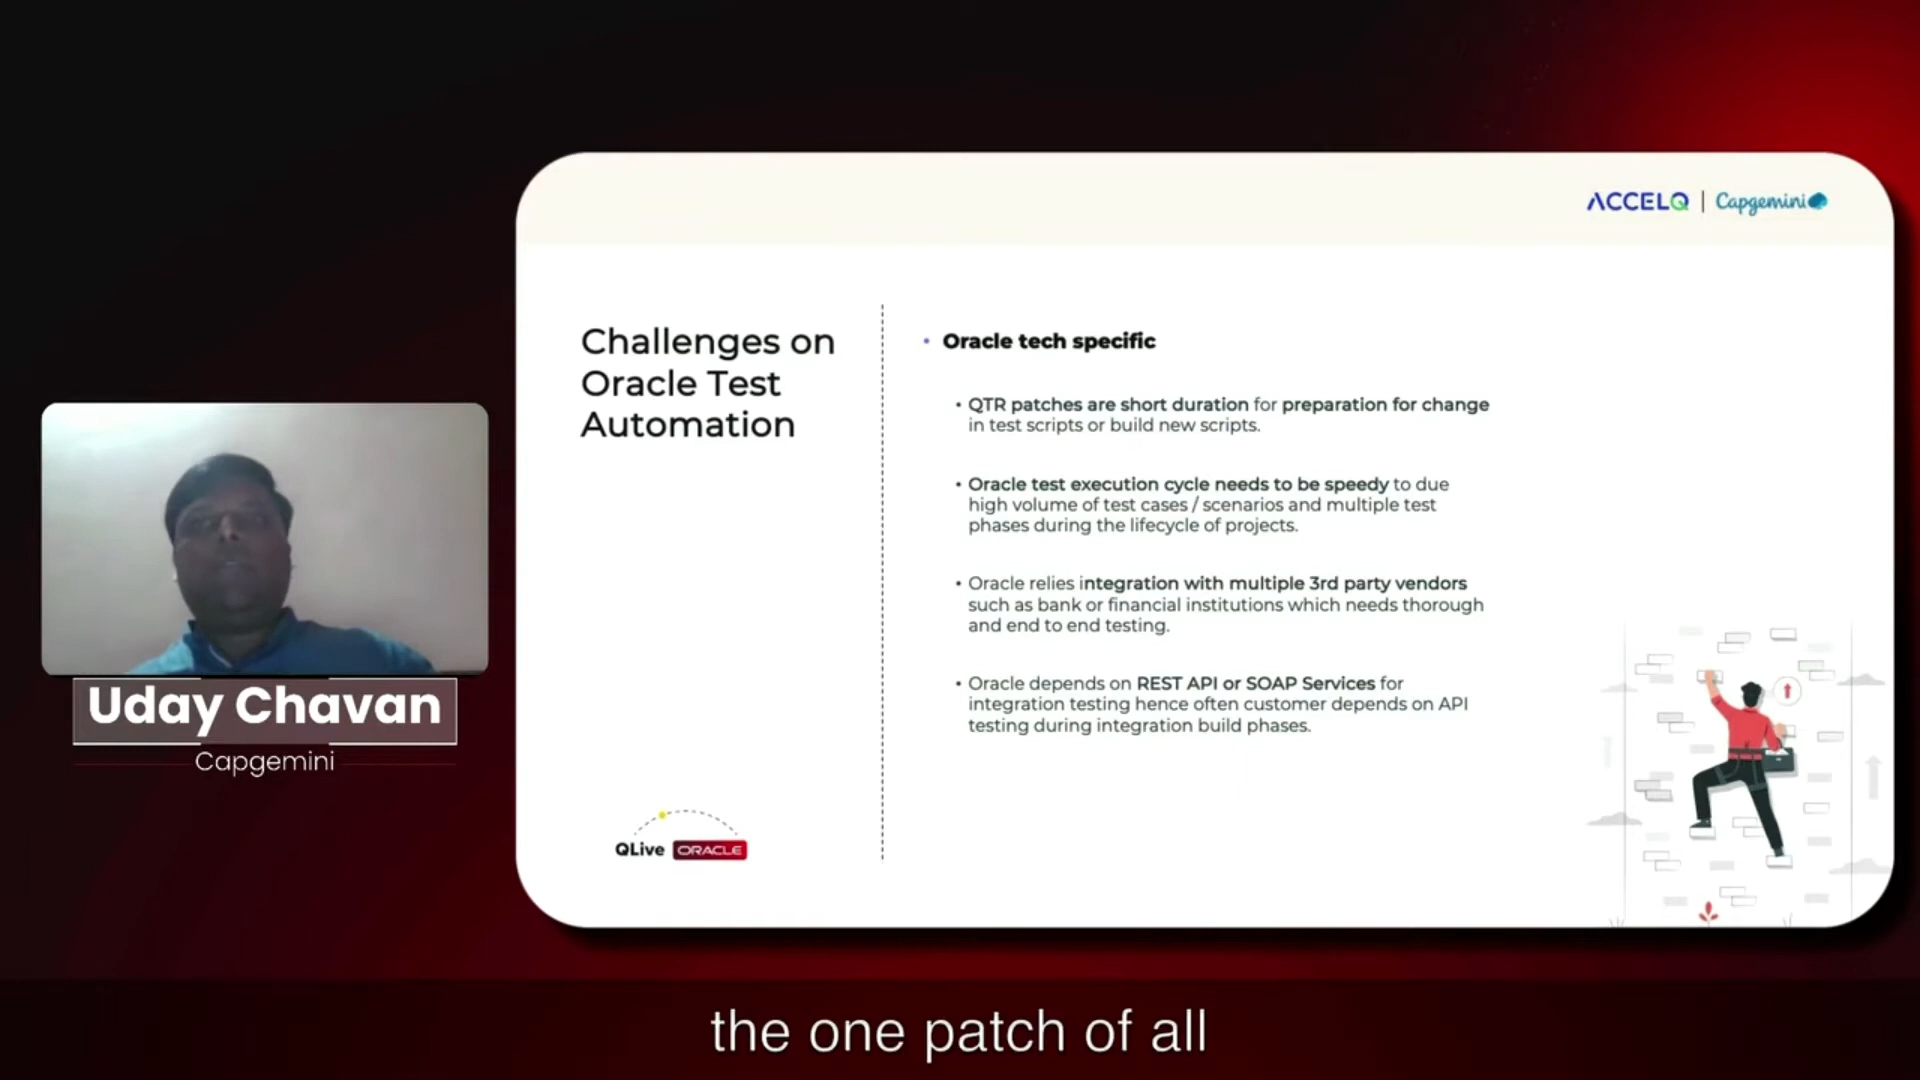 ACCELQ | Capgemini
Challenges on
Oracle Test
Automation
• Oracle tech specific
• QTR patches are short duration for preparation for change
in test scripts or build new scripts.
• Oracle test execution cycle needs to be speedy to due
high volume of test cases / scenarios and multiple test
phases during the lifecycle of projects.
• Oracle relies integration with multiple 3rd party vendors
such as bank or financial institutions which needs thorough
and end to end testing.
• Oracle depends on REST API or SOAP Services for
integration testing hence often customer depends on API
testing during integration build phases.
QLive ORACLE
Uday Chavan
Capgemini
the one patch of all